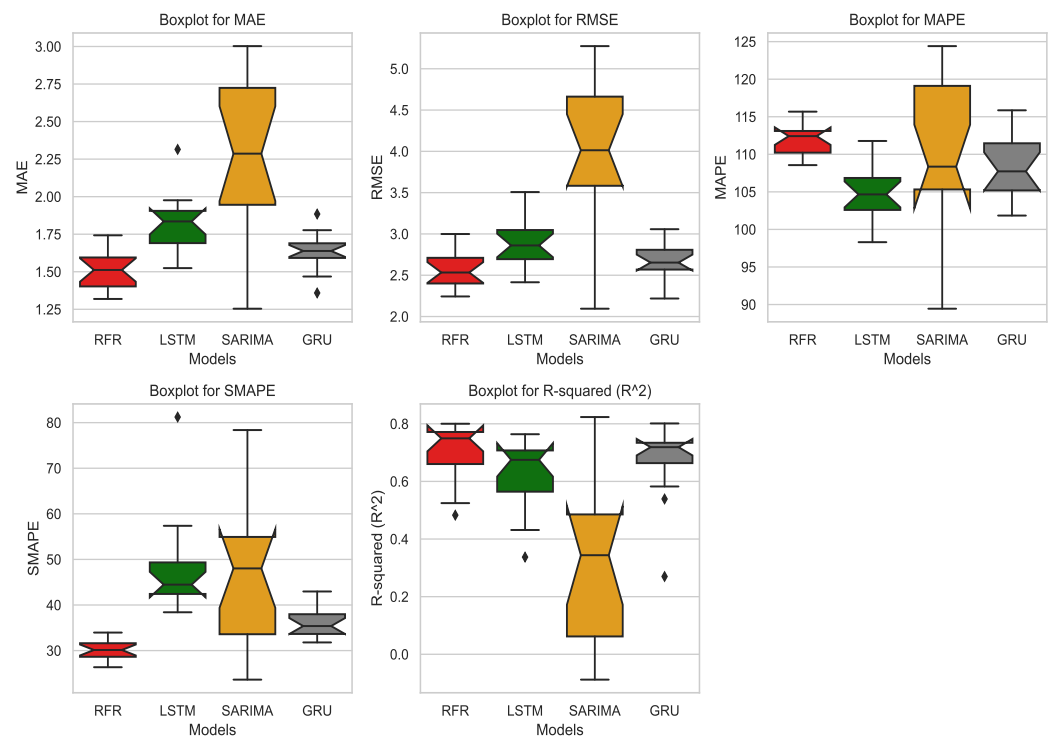 Boxplot for MAE
MAE
3.00
2.75
2.50
2.25
2.00
1.75
1.50
1.25
RFR LSTM SARIMA GRU
Models
Boxplot for RMSE
RMSE
5.0
4.5
4.0
3.5
3.0
2.5
2.0
RFR LSTM SARIMA GRU
Models
Boxplot for MAPE
MAPE
125
120
115
110
105
100
95
90
RFR LSTM SARIMA GRU
Models
Boxplot for SMAPE
SMAPE
80
70
60
50
40
30
RFR LSTM SARIMA GRU
Models
Boxplot for R-squared (R^2)
R-squared (R^2)
0.8
0.6
0.4
0.2
0.0
RFR LSTM SARIMA GRU
Models